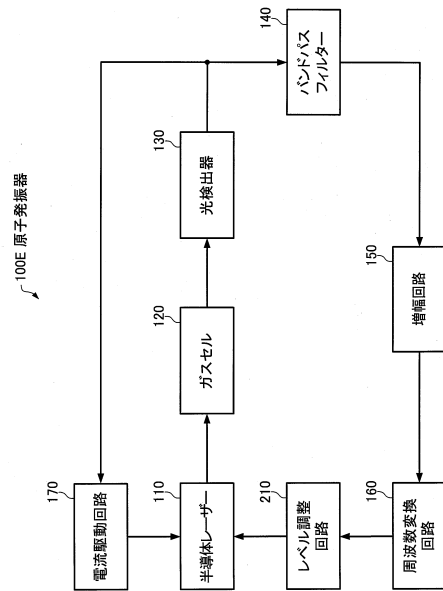 100E 原子発振器
170
電流駆動回路
110
半導体レーザー
120
ガスセル
130
光検出器
140
バンドパス
フィルター
210
レベル調整
回路
160
周波数変換
回路
150
増幅回路